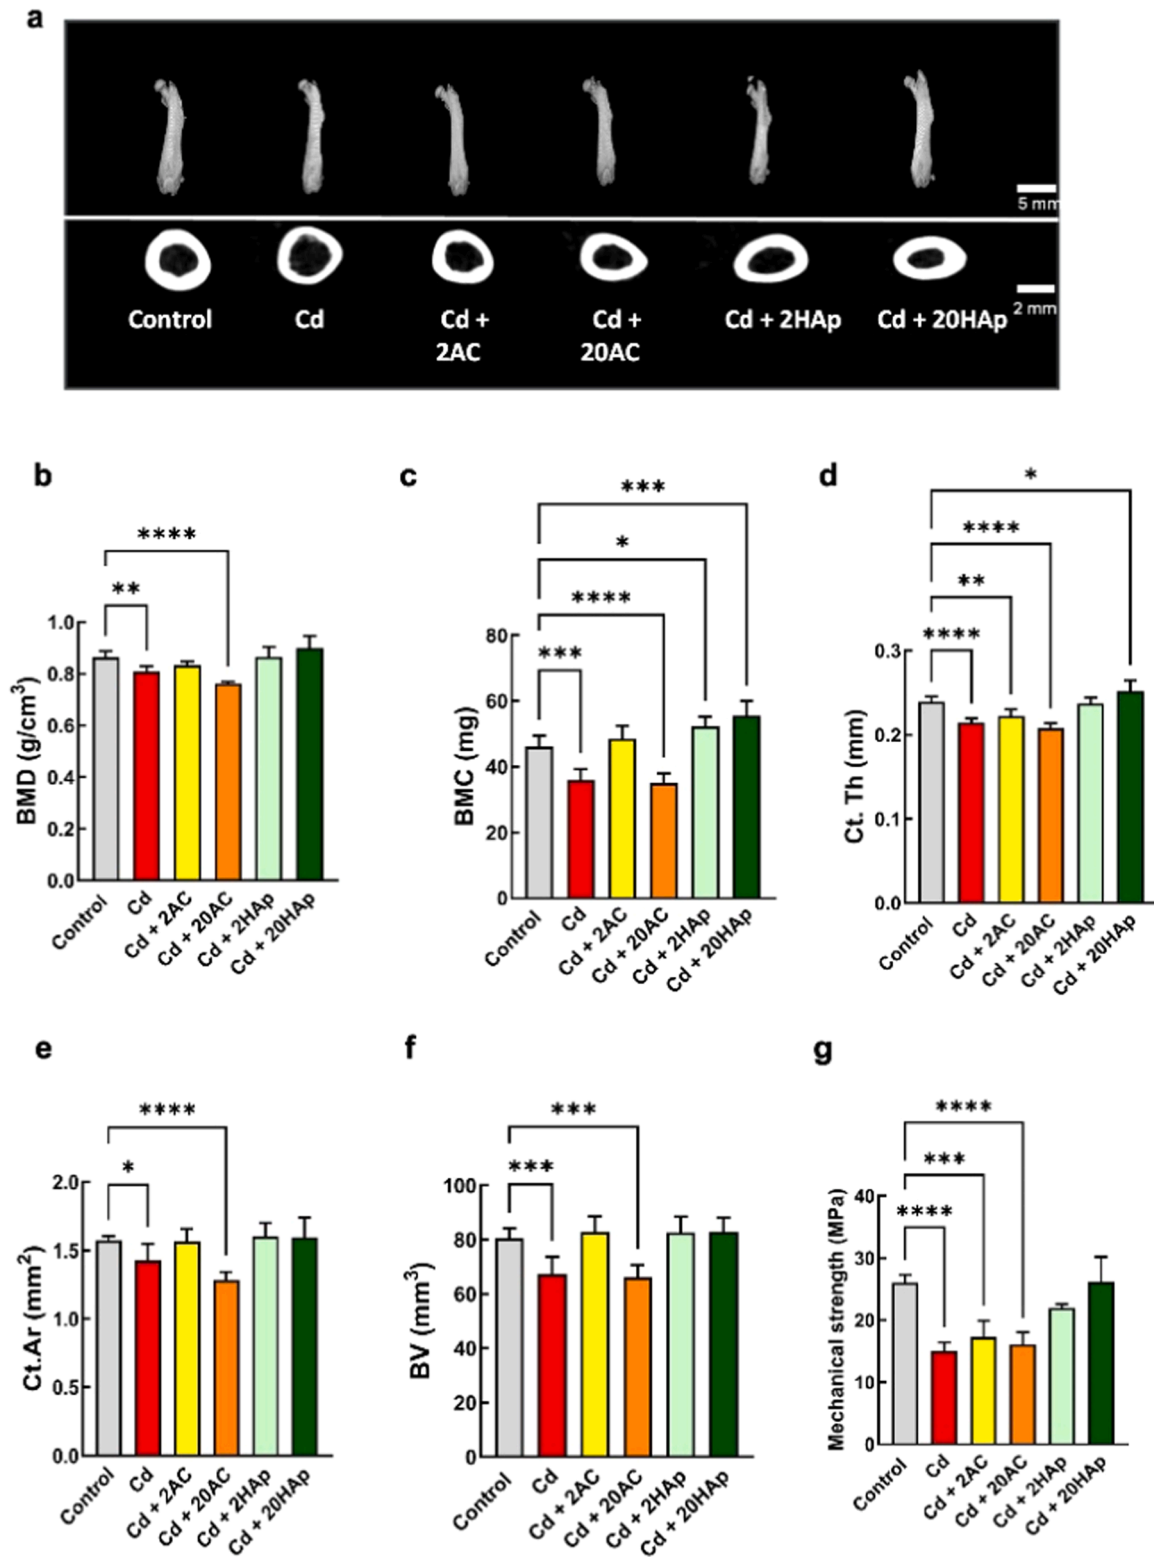 a
5 mm
2 mm
Control
Cd
Cd +
2AC
Cd +
20AC
Cd + 2HAp
Cd + 20HAp
b
****
**
BMD (g/cm3)
1.0
0.8
0.6
0.4
0.2
0.0
Control
Cd
Cd + 2AC
Cd + 20AC
Cd + 2HAp
Cd + 20HAp
c
***
*
****
***
BMC (mg)
80
60
40
20
0
Control
Cd
Cd + 2AC
Cd + 20AC
Cd + 2HAp
Cd + 20HAp
d
*
****
**
****
Ct. Th (mm)
0.3
0.2
0.1
0.0
Control
Cd
Cd + 2AC
Cd + 20AC
Cd + 2HAp
Cd + 20HAp
e
****
*
Ct.Ar (mm2)
2.0
1.5
1.0
0.5
0.0
Control
Cd
Cd + 2AC
Cd + 20AC
Cd + 2HAp
Cd + 20HAp
f
***
***
BV (mm3)
100
80
60
40
20
0
Control
Cd
Cd + 2AC
Cd + 20AC
Cd + 2HAp
Cd + 20HAp
g
****
***
****
Mechanical strength (MPa)
40
30
20
10
0
Control
Cd
Cd + 2AC
Cd + 20AC
Cd + 2HAp
Cd + 20HAp